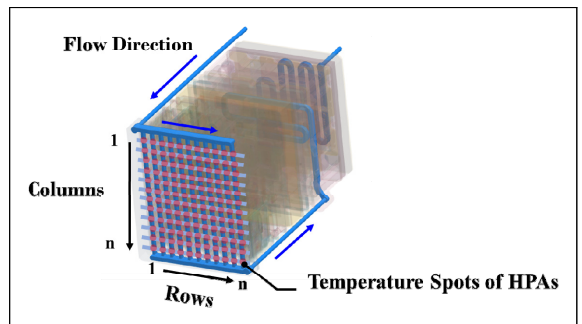 Flow Direction
1
Columns
n
1
n
Rows
Temperature Spots of HPAs